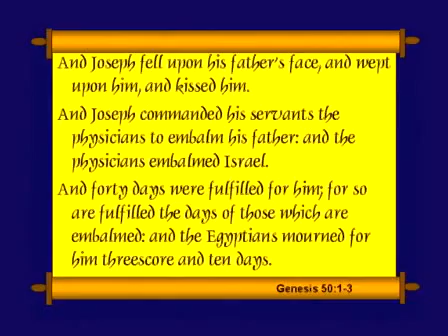 And Joseph fell upon his father's face, and wept
upon him, and kissed him.
And Joseph commanded his servants the
physicians to embalm his father: and the
physicians embalmed Israel.
And forty days were fulfilled for him; for so
are fulfilled the days of those which are
embalmed: and the Egyptians mourned for
him threescore and ten days.
Genesis 50:1-3